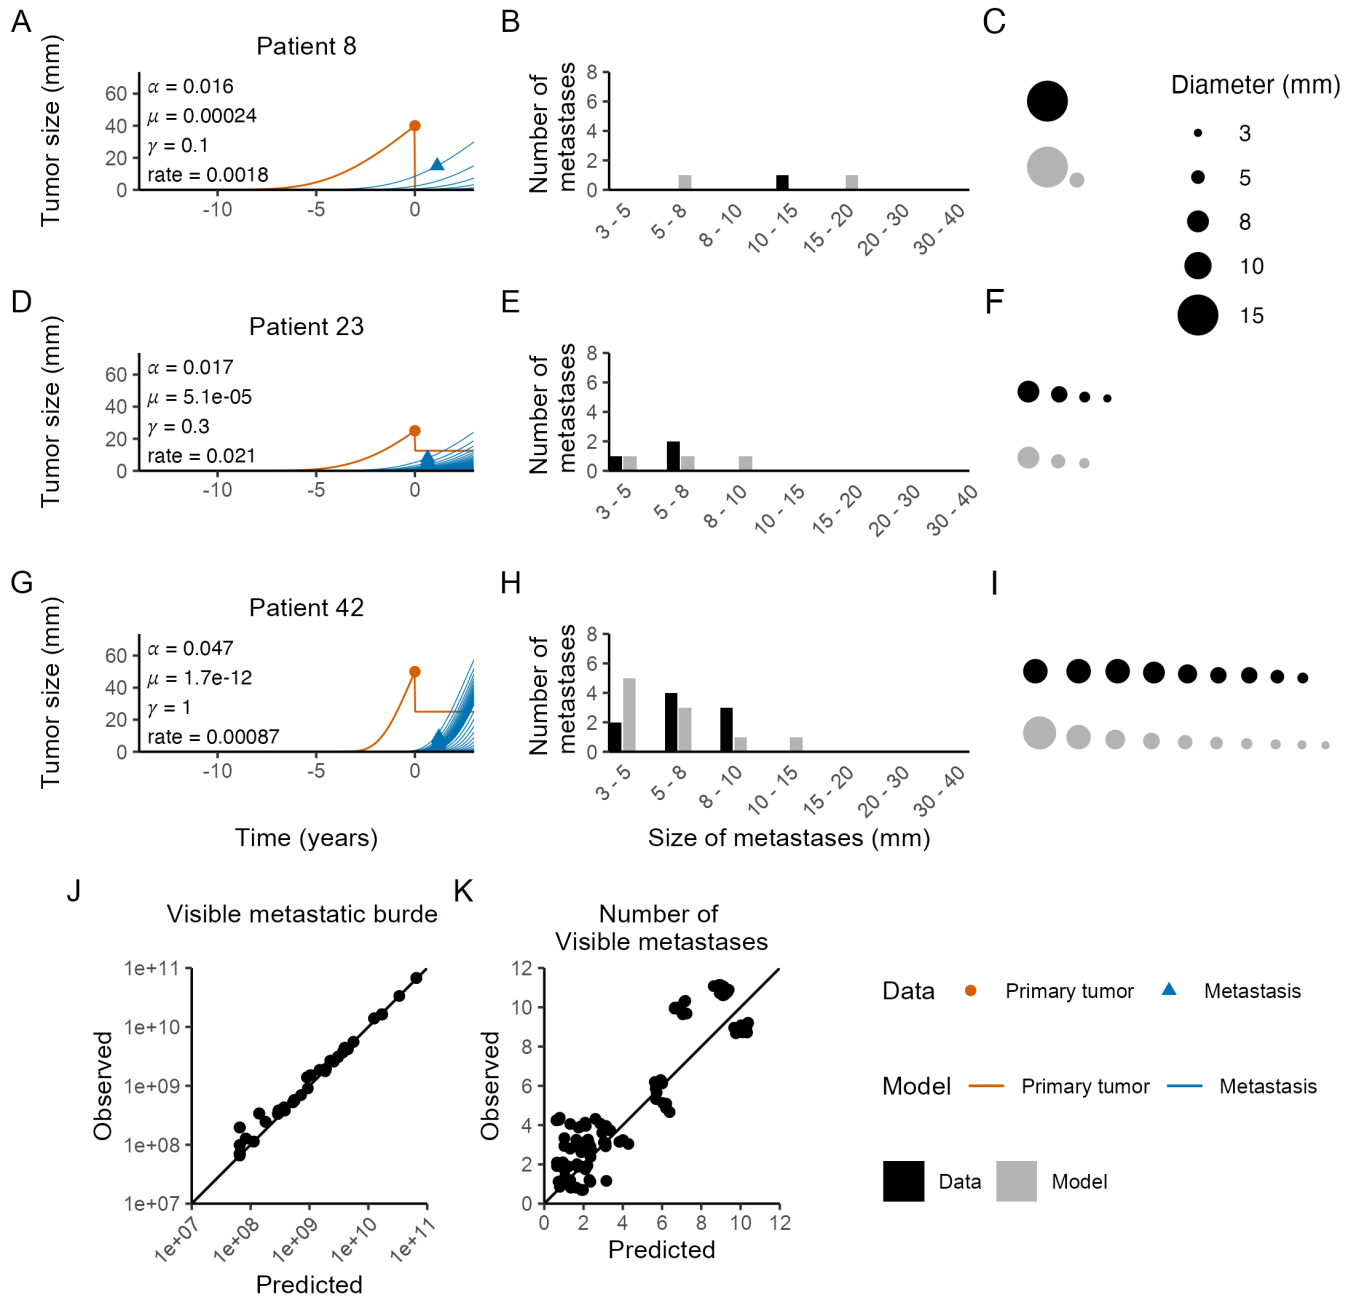 A
Patient 8
Tumor size (mm)
60
40
20
0
α = 0.016
μ = 0.00024
γ = 0.1
rate = 0.0018
-10
-5
0
B
Number of
metastases
8
6
4
2
0
3 - 5
5 - 8
8 - 10
10 - 15
15 - 20
20 - 30
30 - 40
C
Diameter (mm)
3
5
8
10
15
D
Patient 23
Tumor size (mm)
60
40
20
0
α = 0.017
μ = 5.1e-05
γ = 0.3
rate = 0.021
-10
-5
0
E
Number of
metastases
8
6
4
2
0
3 - 5
5 - 8
8 - 10
10 - 15
15 - 20
20 - 30
30 - 40
F
G
Patient 42
Tumor size (mm)
60
40
20
0
α = 0.047
μ = 1.7e-12
γ = 1
rate = 0.00087
-10
-5
0
Time (years)
H
Number of
metastases
8
6
4
2
0
3 - 5
5 - 8
8 - 10
10 - 15
15 - 20
20 - 30
30 - 40
Size of metastases (mm)
I
J
Visible metastatic burde
Observed
1e+11
1e+10
1e+09
1e+08
1e+07
1e+07
1e+08
1e+09
1e+10
1e+11
Predicted
K
Number of
Visible metastases
Observed
12
10
8
6
4
2
0
0
2
4
6
8
10
12
Predicted
Data
Primary tumor
Metastasis
Model
Primary tumor
Metastasis
Data
Model